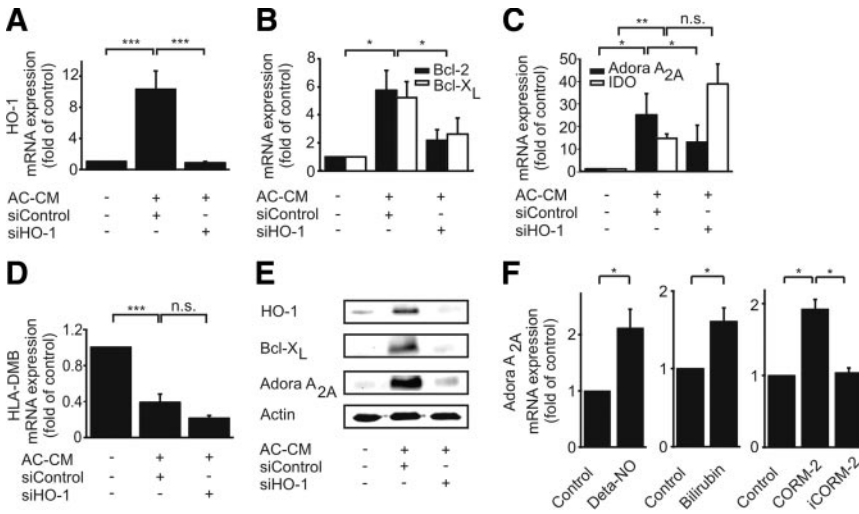 A
HO-1
mRNA expression
(fold of control)
12
8
4
0
*** ***
AC-CM - + +
siControl - + -
siHO-1 - - +
B
mRNA expression
(fold of control)
8
6
4
2
0
* *
Bcl-2
Bcl-XL
AC-CM - + +
siControl - + -
siHO-1 - - +
C
mRNA expression
(fold of control)
50
40
30
20
10
0
** n.s.
* *
Adora A2A
IDO
AC-CM - + +
siControl - + -
siHO-1 - - +
D
HLA-DMB
mRNA expression
(fold of control)
1.2
0.8
0.4
0
*** n.s.
AC-CM - + +
siControl - + -
siHO-1 - - +
E
HO-1
Bcl-XL
Adora A2A
Actin
AC-CM - + +
siControl - + -
siHO-1 - - +
F
Adora A2A
mRNA expression
(fold of control)
2
1
0
*
Control
Deta-NO
2
1
0
*
Control
Bilirubin
2
1
0
* *
Control
CORM-2
iCORM-2